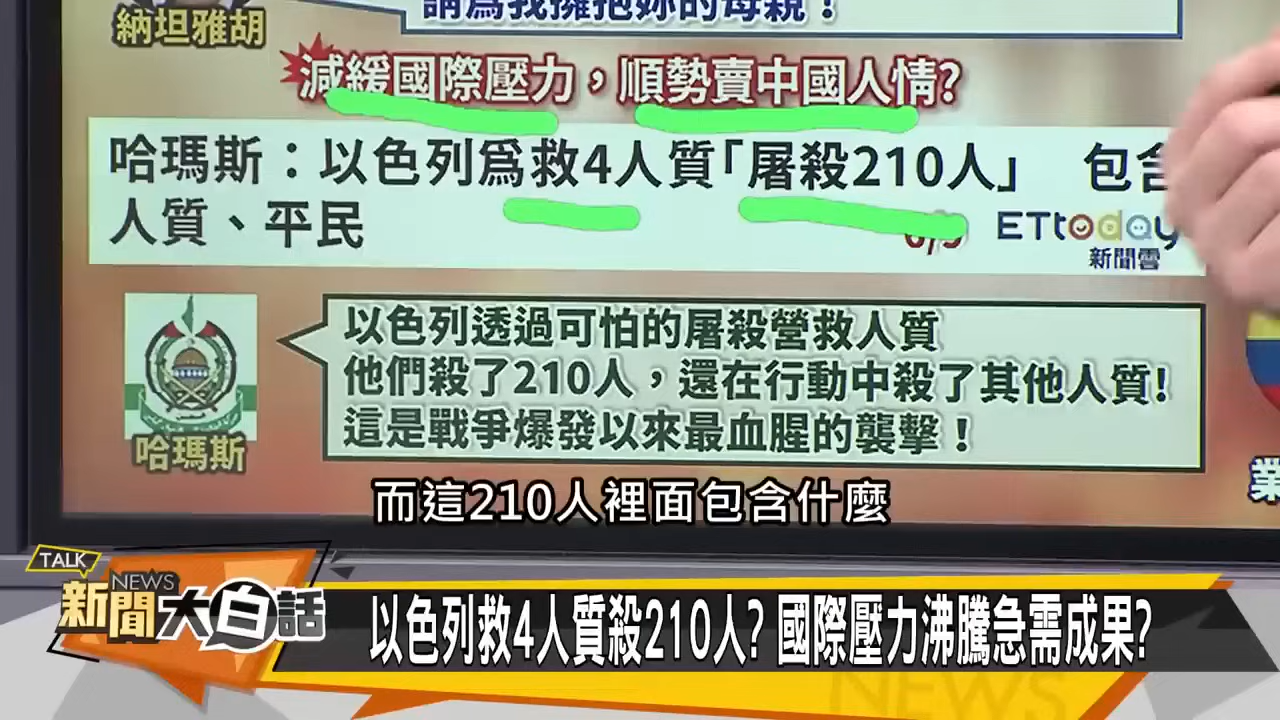 請為我擁抱妳的母親！
納坦雅胡
減緩國際壓力，順勢賣中國人情?
哈瑪斯：以色列為救4人質「屠殺210人」 包含
人質、平民
6/9
ETtoday
新聞雲
以色列透過可怕的屠殺營救人質
他們殺了210人，還在行動中殺了其他人質!
這是戰爭爆發以來最血腥的襲擊！
哈瑪斯
業
而這210人裡面包含什麼
TALK
NEWS
新聞大白話
以色列救4人質殺210人? 國際壓力沸騰急需成果?
NEWS